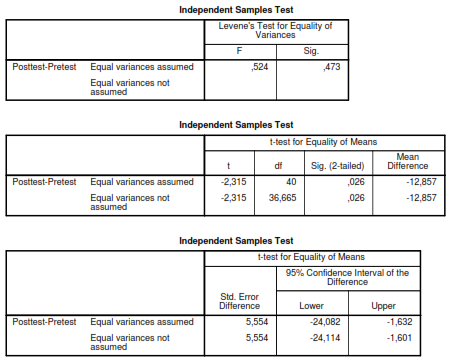 Independent Samples Test
Levene's Test for Equality of
Variances
F Sig.
Posttest-Pretest Equal variances assumed ,524 ,473
Equal variances not
assumed
Independent Samples Test
t-test for Equality of Means
t df Sig. (2-tailed) Mean
Difference
Posttest-Pretest Equal variances assumed -2,315 40 ,026 -12,857
Equal variances not -2,315 36,665 ,026 -12,857
assumed
Independent Samples Test
t-test for Equality of Means
95% Confidence Interval of the
Difference
Std. Error
Difference Lower Upper
Posttest-Pretest Equal variances assumed 5,554 -24,082 -1,632
Equal variances not 5,554 -24,114 -1,601
assumed